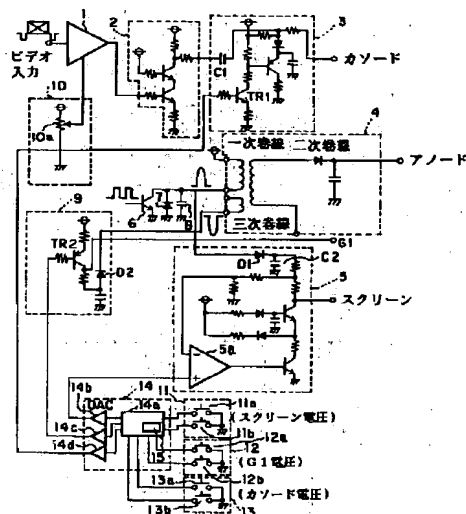 1
2
3
ビデオ
入力
C1
カソード
10
10a
TR1
4
一次巻線 二次巻線
アノード
9
7
6
8
三次巻線
G1
TR2
D2
D1
C2
5
スクリーン
5a
14
11
14b
DAC
14a
11a
(スクリーン電圧)
14c
11b
12a
14d
15
12
(G1電圧)
13a
12b
(カソード電圧)
13b
13